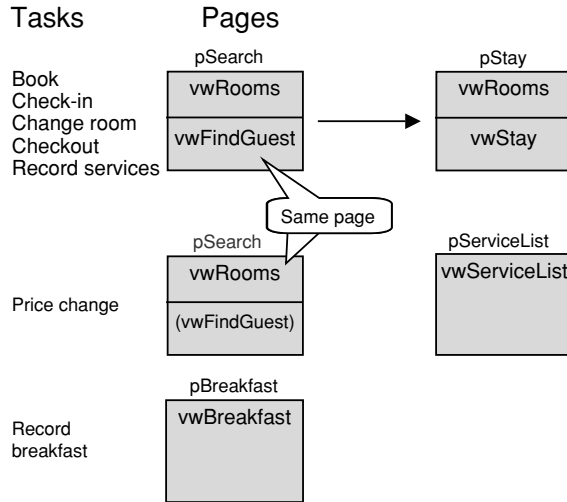 Tasks
Pages
pSearch
pStay
Book
Check-in
Change room
Checkout
Record services
vwRooms
vwFindGuest
vwRooms
vwStay
Same page
pSearch
pServiceList
Price change
vwRooms
(vwFindGuest)
vwServiceList
pBreakfast
Record
breakfast
vwBreakfast